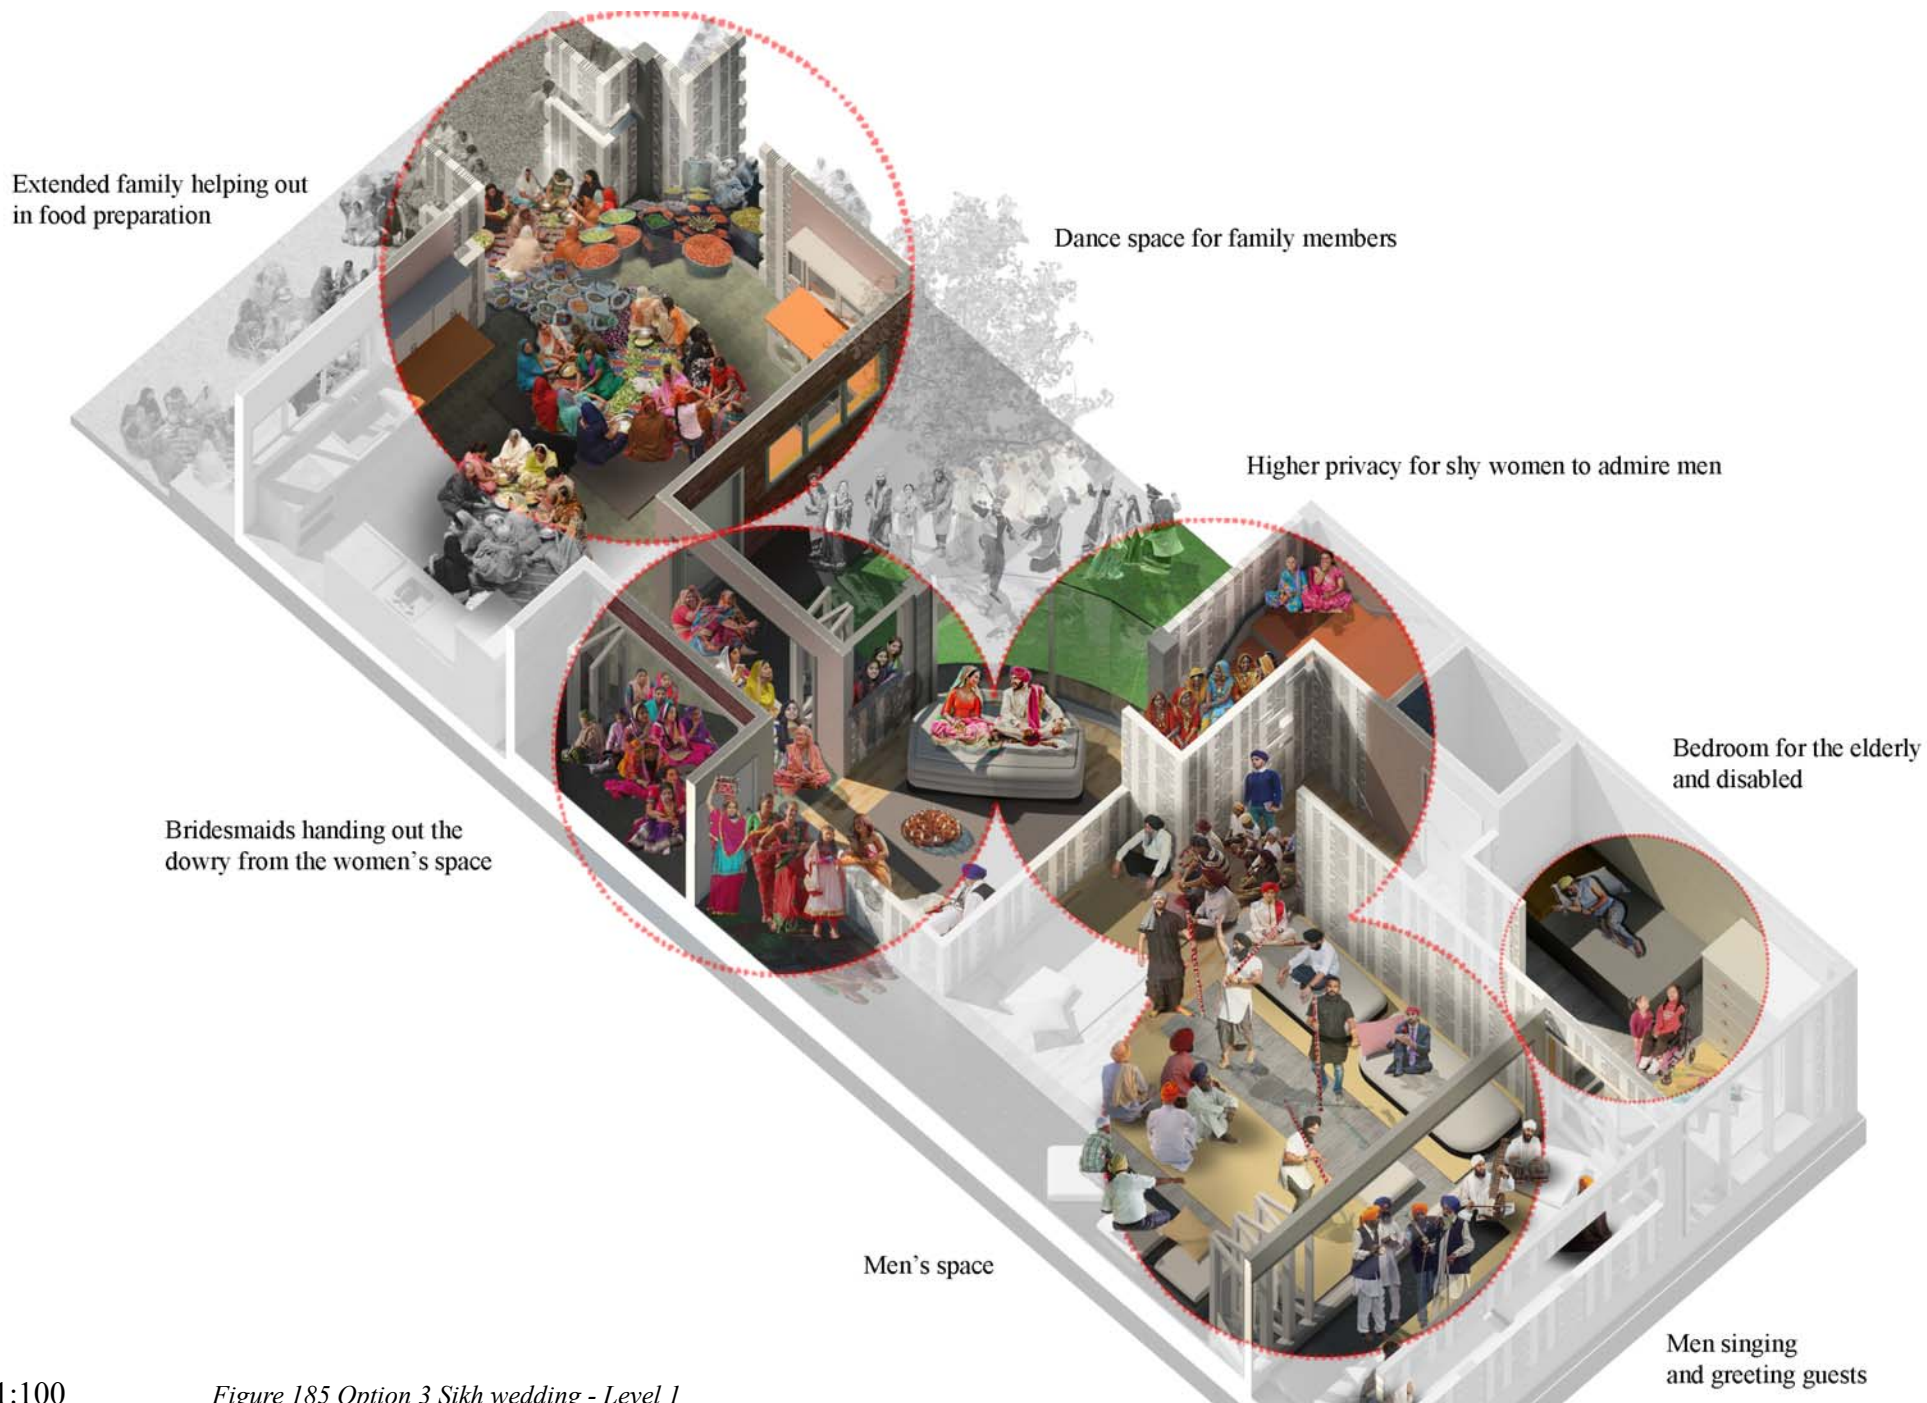 Extended family helping out
in food preparation
Dance space for family members
Higher privacy for shy women to admire men
Bedroom for the elderly
and disabled
Bridesmaids handing out the
dowry from the women's space
Men's space
Men singing
and greeting guests
1:100
Figure 185 Option 3 Sikh wedding - Level 1